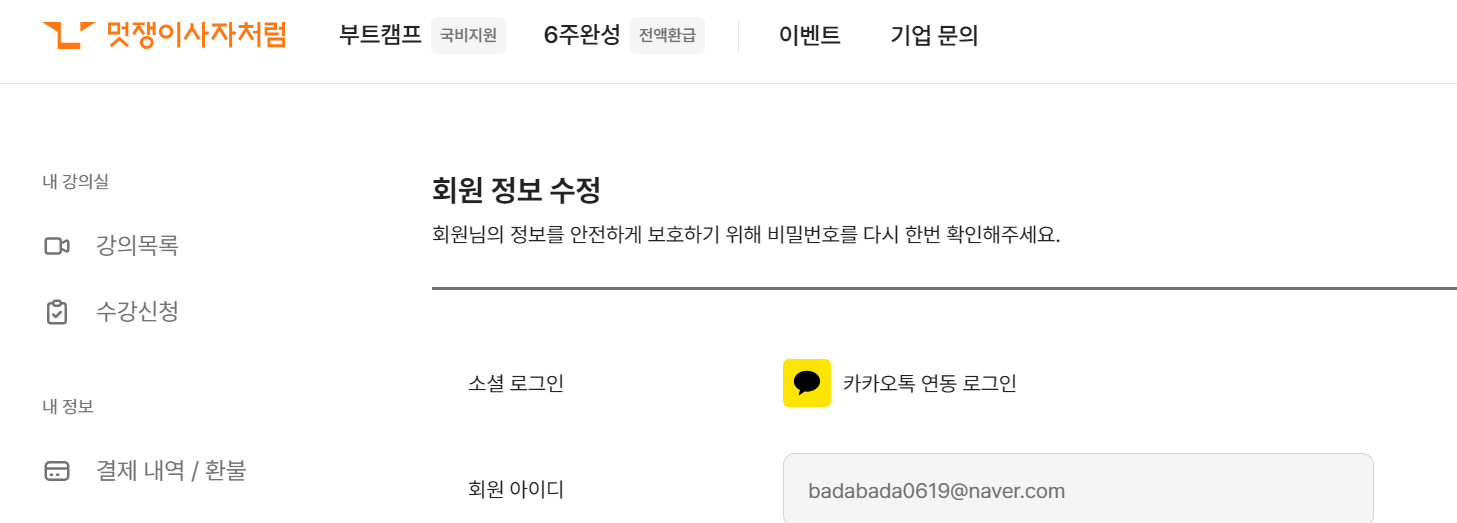 멋쟁이사자처럼 부트캠프 국비지원 6주완성 전액환급 이벤트 기업 문의
내 강의실
강의목록
수강신청
내 정보
결제 내역 / 환불
회원 정보 수정
회원님의 정보를 안전하게 보호하기 위해 비밀번호를 다시 한번 확인해주세요.
소셜 로그인 카카오톡 연동 로그인
회원 아이디 badabada0619@naver.com